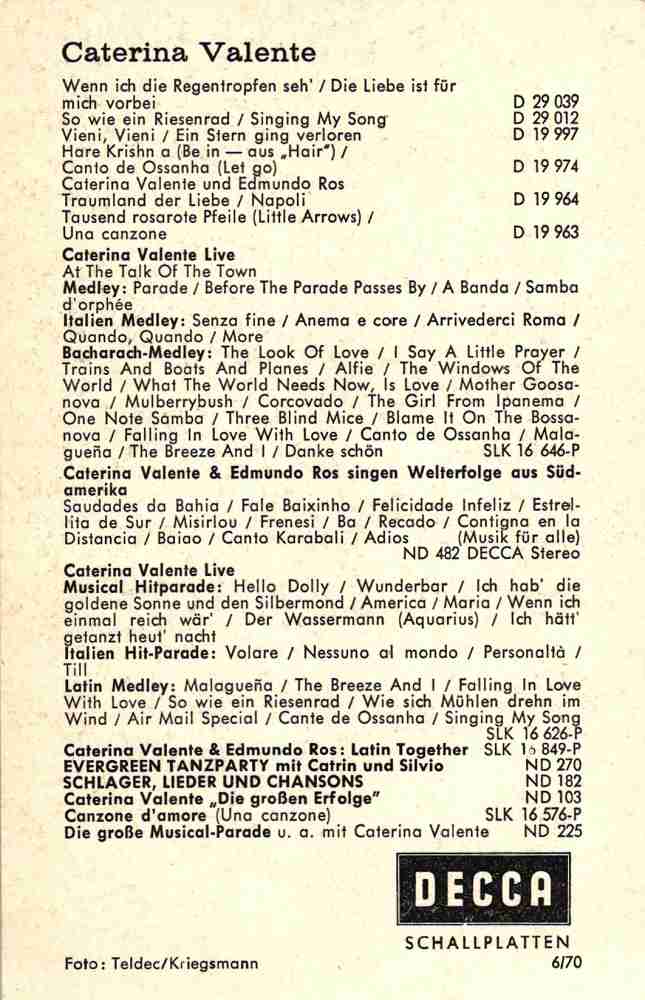 Caterina Valente
Wenn ich die Regentropfen seh' / Die Liebe ist für
mich vorbei D 29 039
So wie ein Riesenrad / Singing My Song D 29 012
Vieni, Vieni / Ein Stern ging verloren D 19 997
Hare Krishn a (Be in — aus „Hair") /
Canto de Ossanha (Let go) D 19 974
Caterina Valente und Edmundo Ros
Traumland der Liebe / Napoli D 19 964
Tausend rosarote Pfeile (Little Arrows) /
Una canzone D 19 963
Caterina Valente Live
At The Talk Of The Town
Medley: Parade / Before The Parade Passes By / A Banda / Samba
d'orphée
Italien Medley: Senza fine / Anema e core / Arrivederci Roma /
Quando, Quando / More
Bacharach-Medley: The Look Of Love / I Say A Little Prayer /
Trains And Boats And Planes / Alfie / The Windows Of The
World / What The World Needs Now, Is Love / Mother Goosa-
nova / Mulberrybush / Corcovado / The Girl From Ipanema /
One Note Samba / Three Blind Mice / Blame It On The Bossa-
nova / Falling In Love With Love / Canto de Ossanha / Mala-
gueña / The Breeze And I / Danke schön SLK 16 646-P
Caterina Valente & Edmundo Ros singen Welterfolge aus Süd-
amerika
Saudades da Bahia / Fale Baixinho / Felicidade Infeliz / Estrel-
lita de Sur / Misirlou / Frenesi / Ba / Recado / Contigna en la
Distancia / Baiao / Canto Karabali / Adios (Musik für alle)
ND 482 DECCA Stereo
Caterina Valente Live
Musical Hitparade: Hello Dolly / Wunderbar / Ich hab' die
goldene Sonne und den Silbermond / America / Maria / Wenn ich
einmal reich wär' / Der Wassermann (Aquarius) / Ich hätt'
getanzt heut' nacht
Italien Hit-Parade: Volare / Nessuno al mondo / Personaltà /
Till
Latin Medley: Malagueña / The Breeze And I / Falling In Love
With Love / So wie ein Riesenrad / Wie sich Mühlen drehn im
Wind / Air Mail Special / Cante de Ossanha / Singing My Song
SLK 16 626-P
Caterina Valente & Edmundo Ros: Latin Together SLK 16 849-P
EVERGREEN TANZPARTY mit Catrin und Silvio ND 270
SCHLAGER, LIEDER UND CHANSONS ND 182
Caterina Valente „Die großen Erfolge" ND 103
Canzone d'amore (Una canzone) SLK 16 576-P
Die große Musical-Parade u. a. mit Caterina Valente ND 225
DECCA
SCHALLPLATTEN
Foto: Teldec/Kriegsmann 6/70